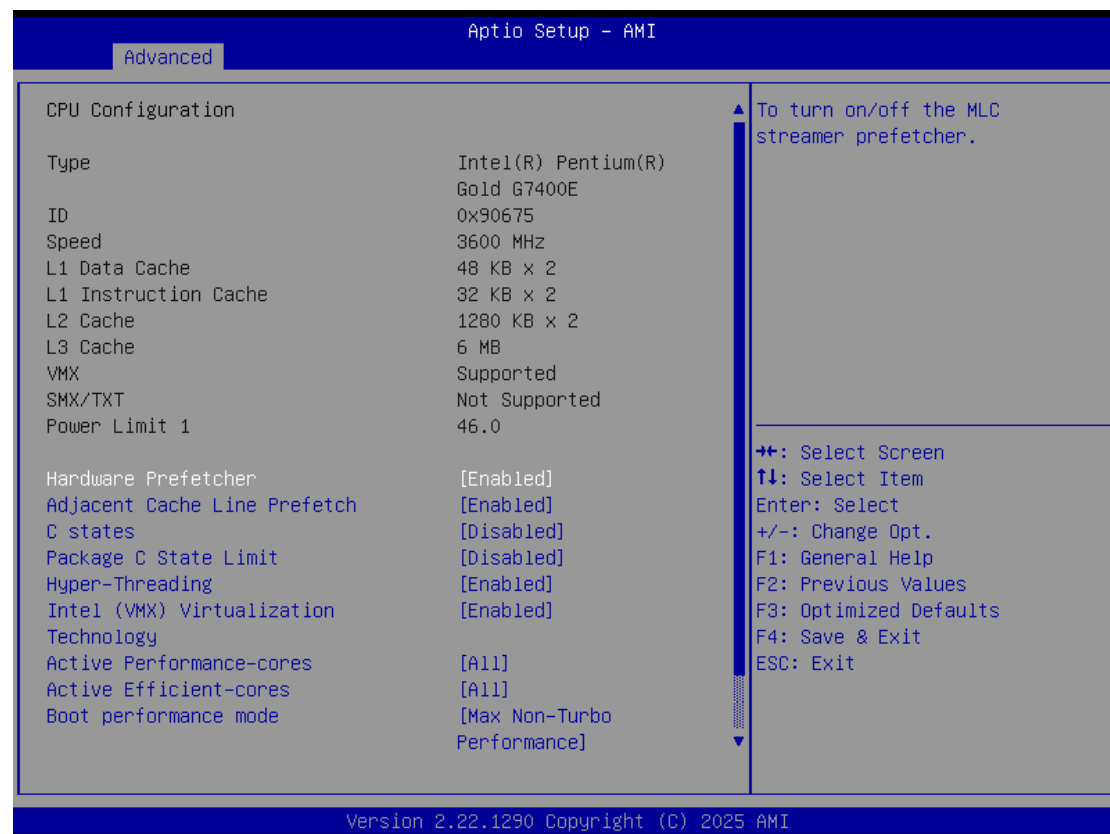 Aptio Setup – AMI
Advanced
CPU Configuration
Type Intel(R) Pentium(R)
Gold G7400E
ID 0x90675
Speed 3600 MHz
L1 Data Cache 48 KB x 2
L1 Instruction Cache 32 KB x 2
L2 Cache 1280 KB x 2
L3 Cache 6 MB
VMX Supported
SMX/TXT Not Supported
Power Limit 1 46.0
Hardware Prefetcher [Enabled]
Adjacent Cache Line Prefetch [Enabled]
C states [Disabled]
Package C State Limit [Disabled]
Hyper-Threading [Enabled]
Intel (VMX) Virtualization [Enabled]
Technology
Active Performance-cores [All]
Active Efficient-cores [All]
Boot performance mode [Max Non-Turbo
Performance]
To turn on/off the MLC
streamer prefetcher.
→←: Select Screen
↑↓: Select Item
Enter: Select
+/-: Change Opt.
F1: General Help
F2: Previous Values
F3: Optimized Defaults
F4: Save & Exit
ESC: Exit
Version 2.22.1290 Copyright (C) 2025 AMI